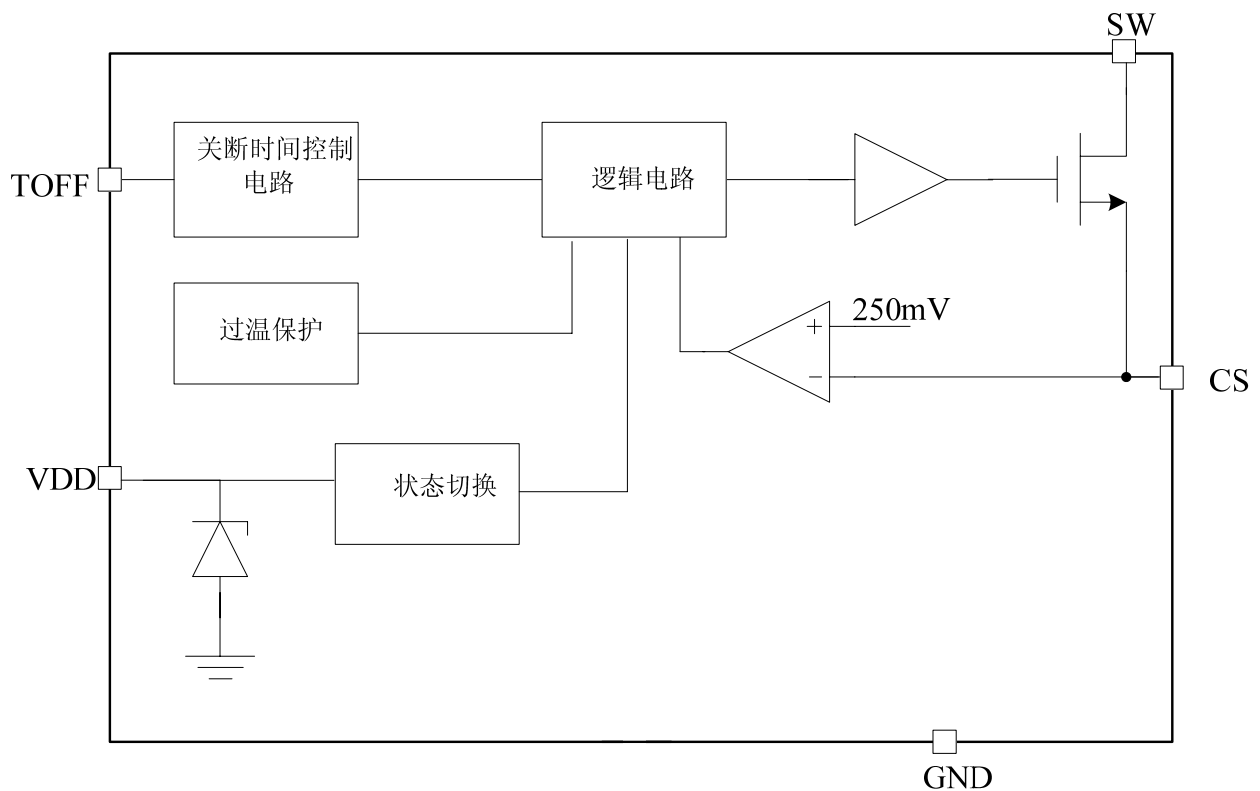 SW
关断时间控制
电路
TOFF
逻辑电路
过温保护
250mV
+
−
CS
VDD
状态切换
GND